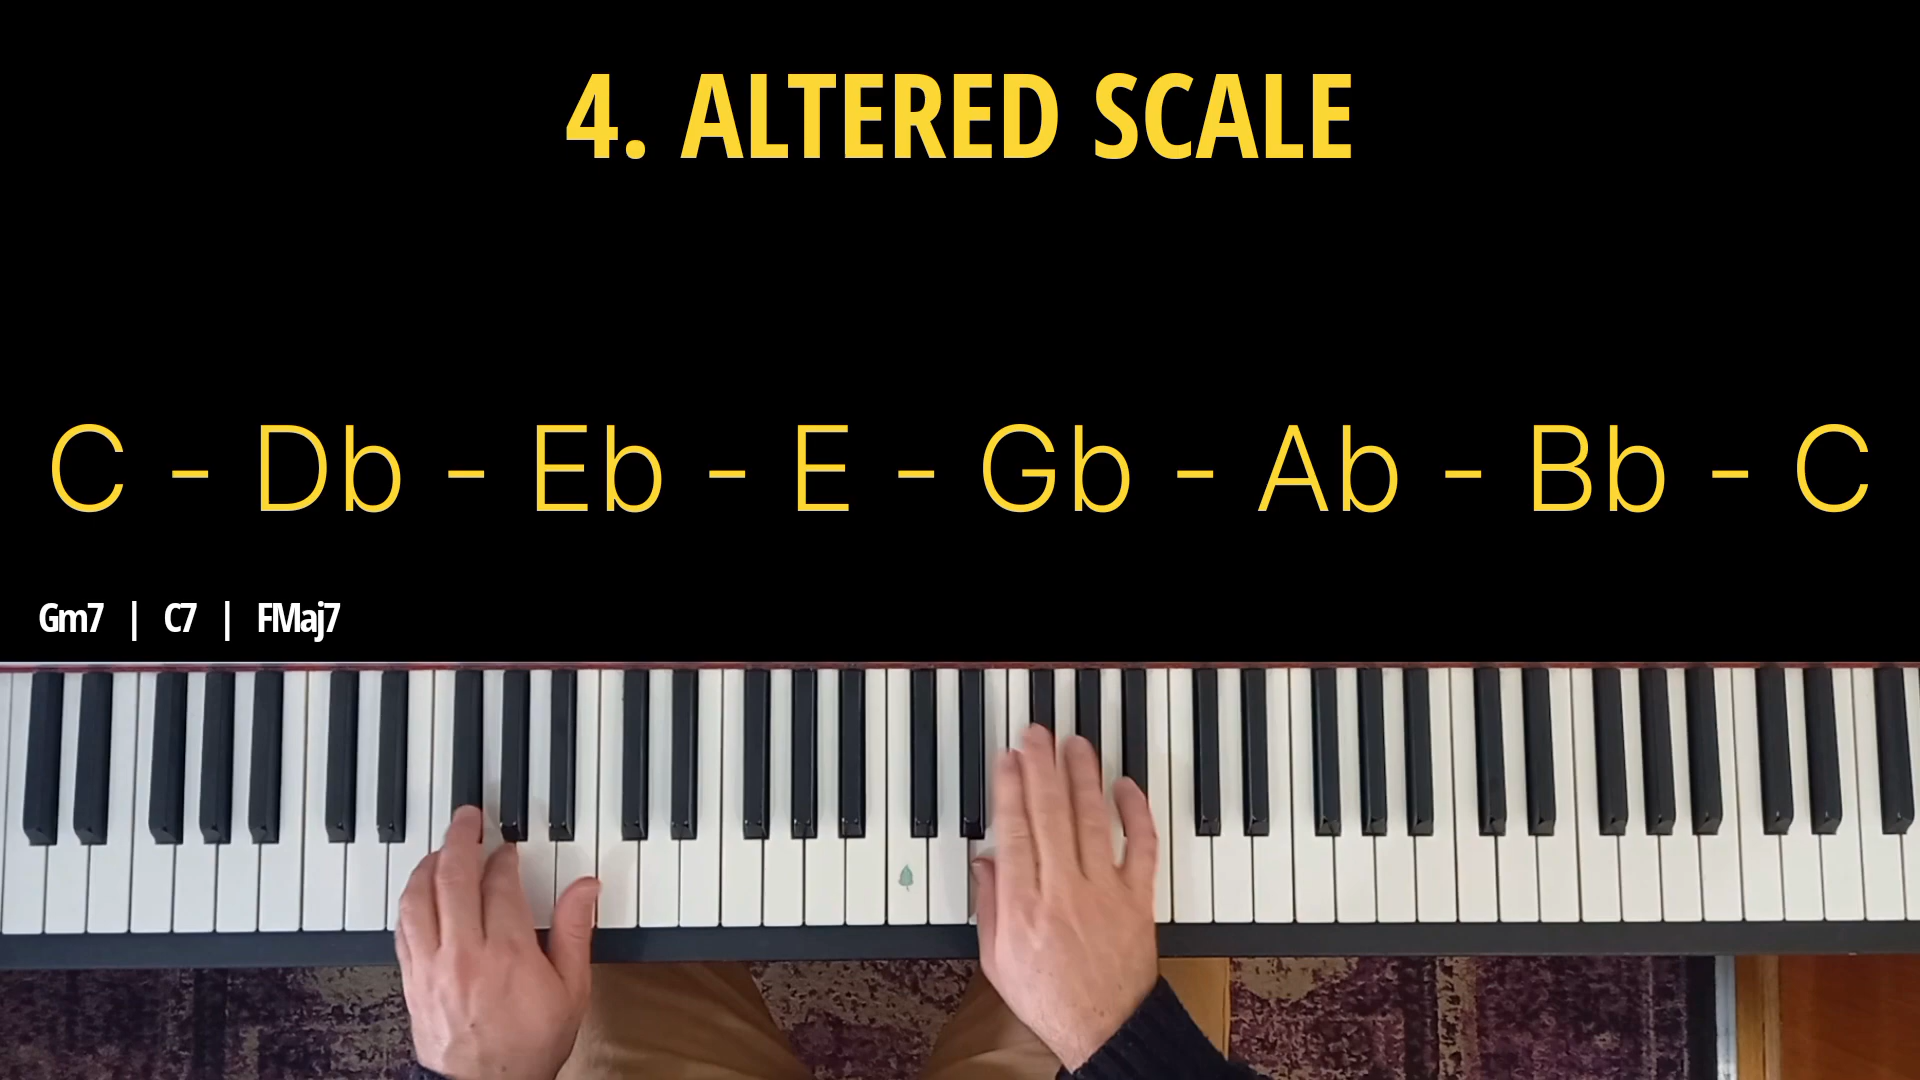 4. ALTERED SCALE
C - Db - Eb - E - Gb - Ab - Bb - C
Gm7 | C7 | FMaj7